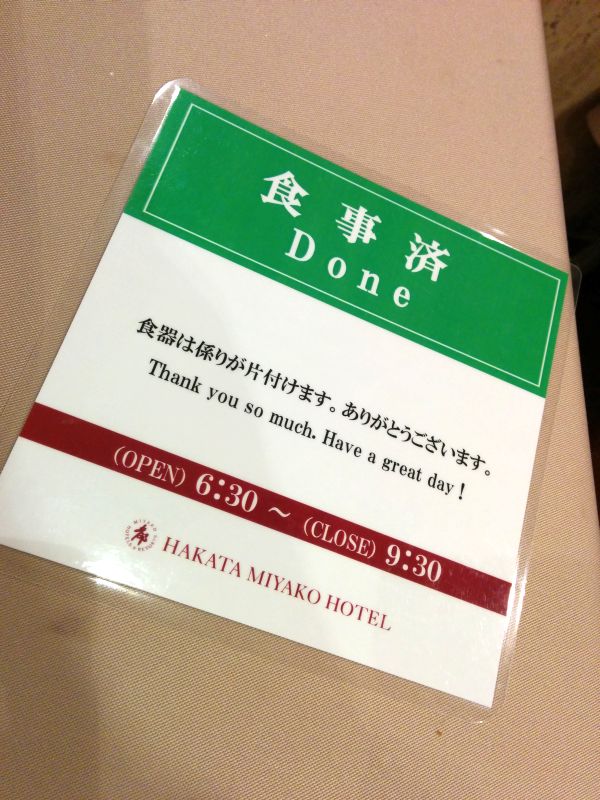 食事済
Done
食器は係りが片付けます。ありがとうございます。
Thank you so much. Have a great day!
(OPEN) 6:30 ~ (CLOSE) 9:30
HAKATA MIYAKO HOTEL